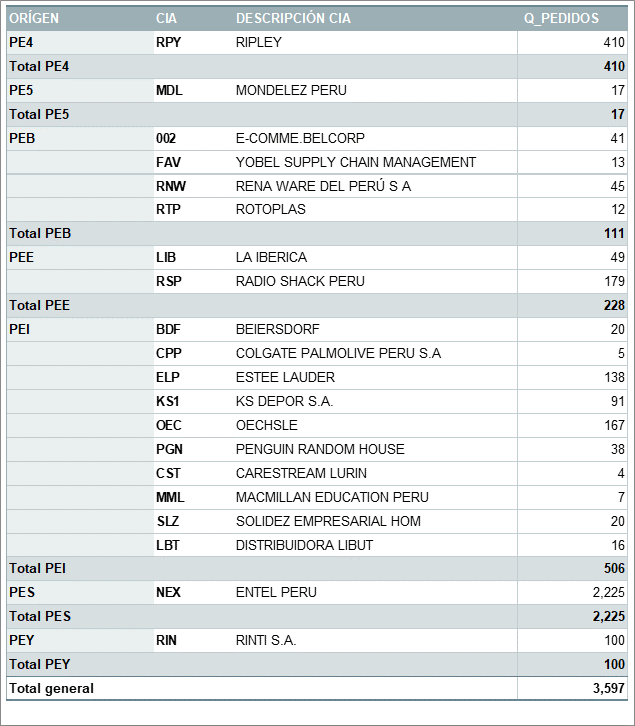 ORÍGEN CIA DESCRIPCIÓN CIA Q_PEDIDOS
PE4 RPY RIPLEY 410
Total PE4 410
PE5 MDL MONDELEZ PERU 17
Total PE5 17
PEB 002 E-COMME.BELCORP 41
FAV YOBEL SUPPLY CHAIN MANAGEMENT 13
RNW RENA WARE DEL PERÚ S A 45
RTP ROTOPLAS 12
Total PEB 111
PEE LIB LA IBERICA 49
RSP RADIO SHACK PERU 179
Total PEE 228
PEI BDF BEIERSDORF 20
CPP COLGATE PALMOLIVE PERU S.A 5
ELP ESTEE LAUDER 138
KS1 KS DEPOR S.A. 91
OEC OECHSLE 167
PGN PENGUIN RANDOM HOUSE 38
CST CARESTREAM LURIN 4
MML MACMILLAN EDUCATION PERU 7
SLZ SOLIDEZ EMPRESARIAL HOM 20
LBT DISTRIBUIDORA LIBUT 16
Total PEI 506
PES NEX ENTEL PERU 2,225
Total PES 2,225
PEY RIN RINTI S.A. 100
Total PEY 100
Total general 3,597